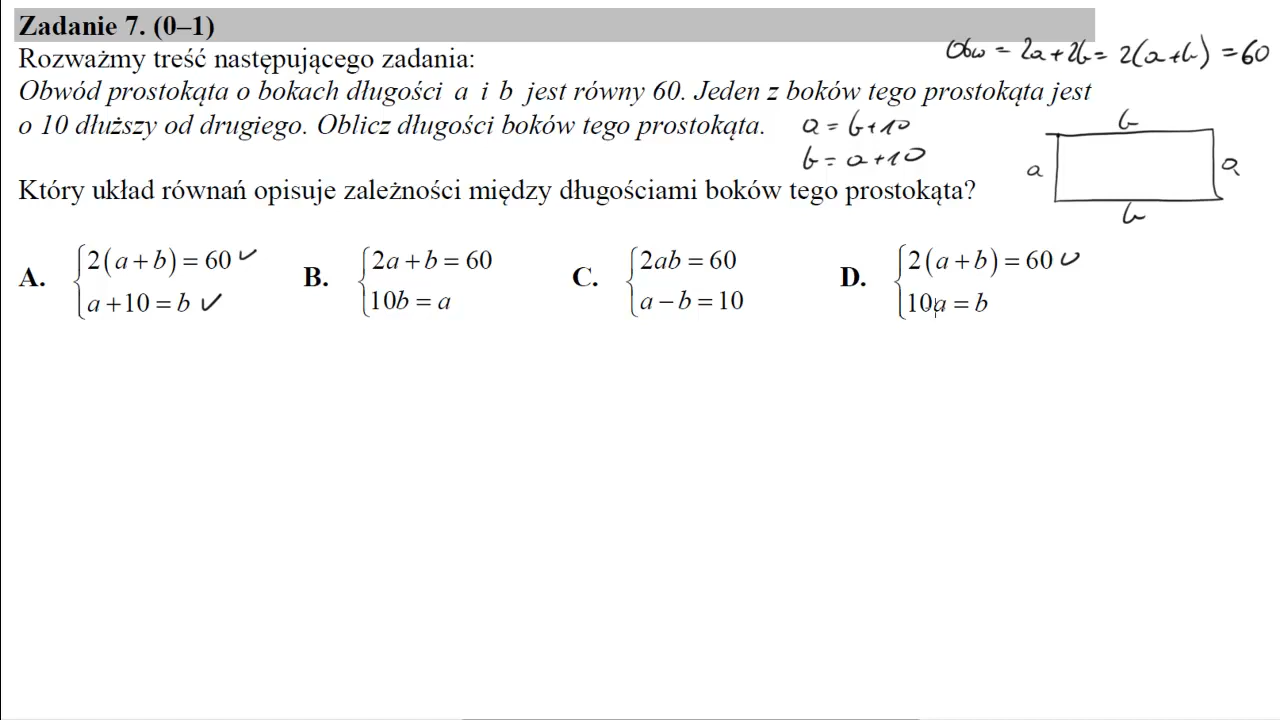 Zadanie 7. (0–1)
Rozważmy treść następującego zadania:
Obw = 2a+2b = 2(a+b) = 60
Obwód prostokąta o bokach długości a i b jest równy 60. Jeden z boków tego prostokąta jest
o 10 dłuższy od drugiego. Oblicz długości boków tego prostokąta.
a = b+10
b = a+10
b
a
a
b
Który układ równań opisuje zależności między długościami boków tego prostokąta?
A. 2(a+b) = 60 ✓
a+10 = b ✓
B. 2a+b = 60
10b = a
C. 2ab = 60
a−b = 10
D. 2(a+b) = 60 ✓
10a = b